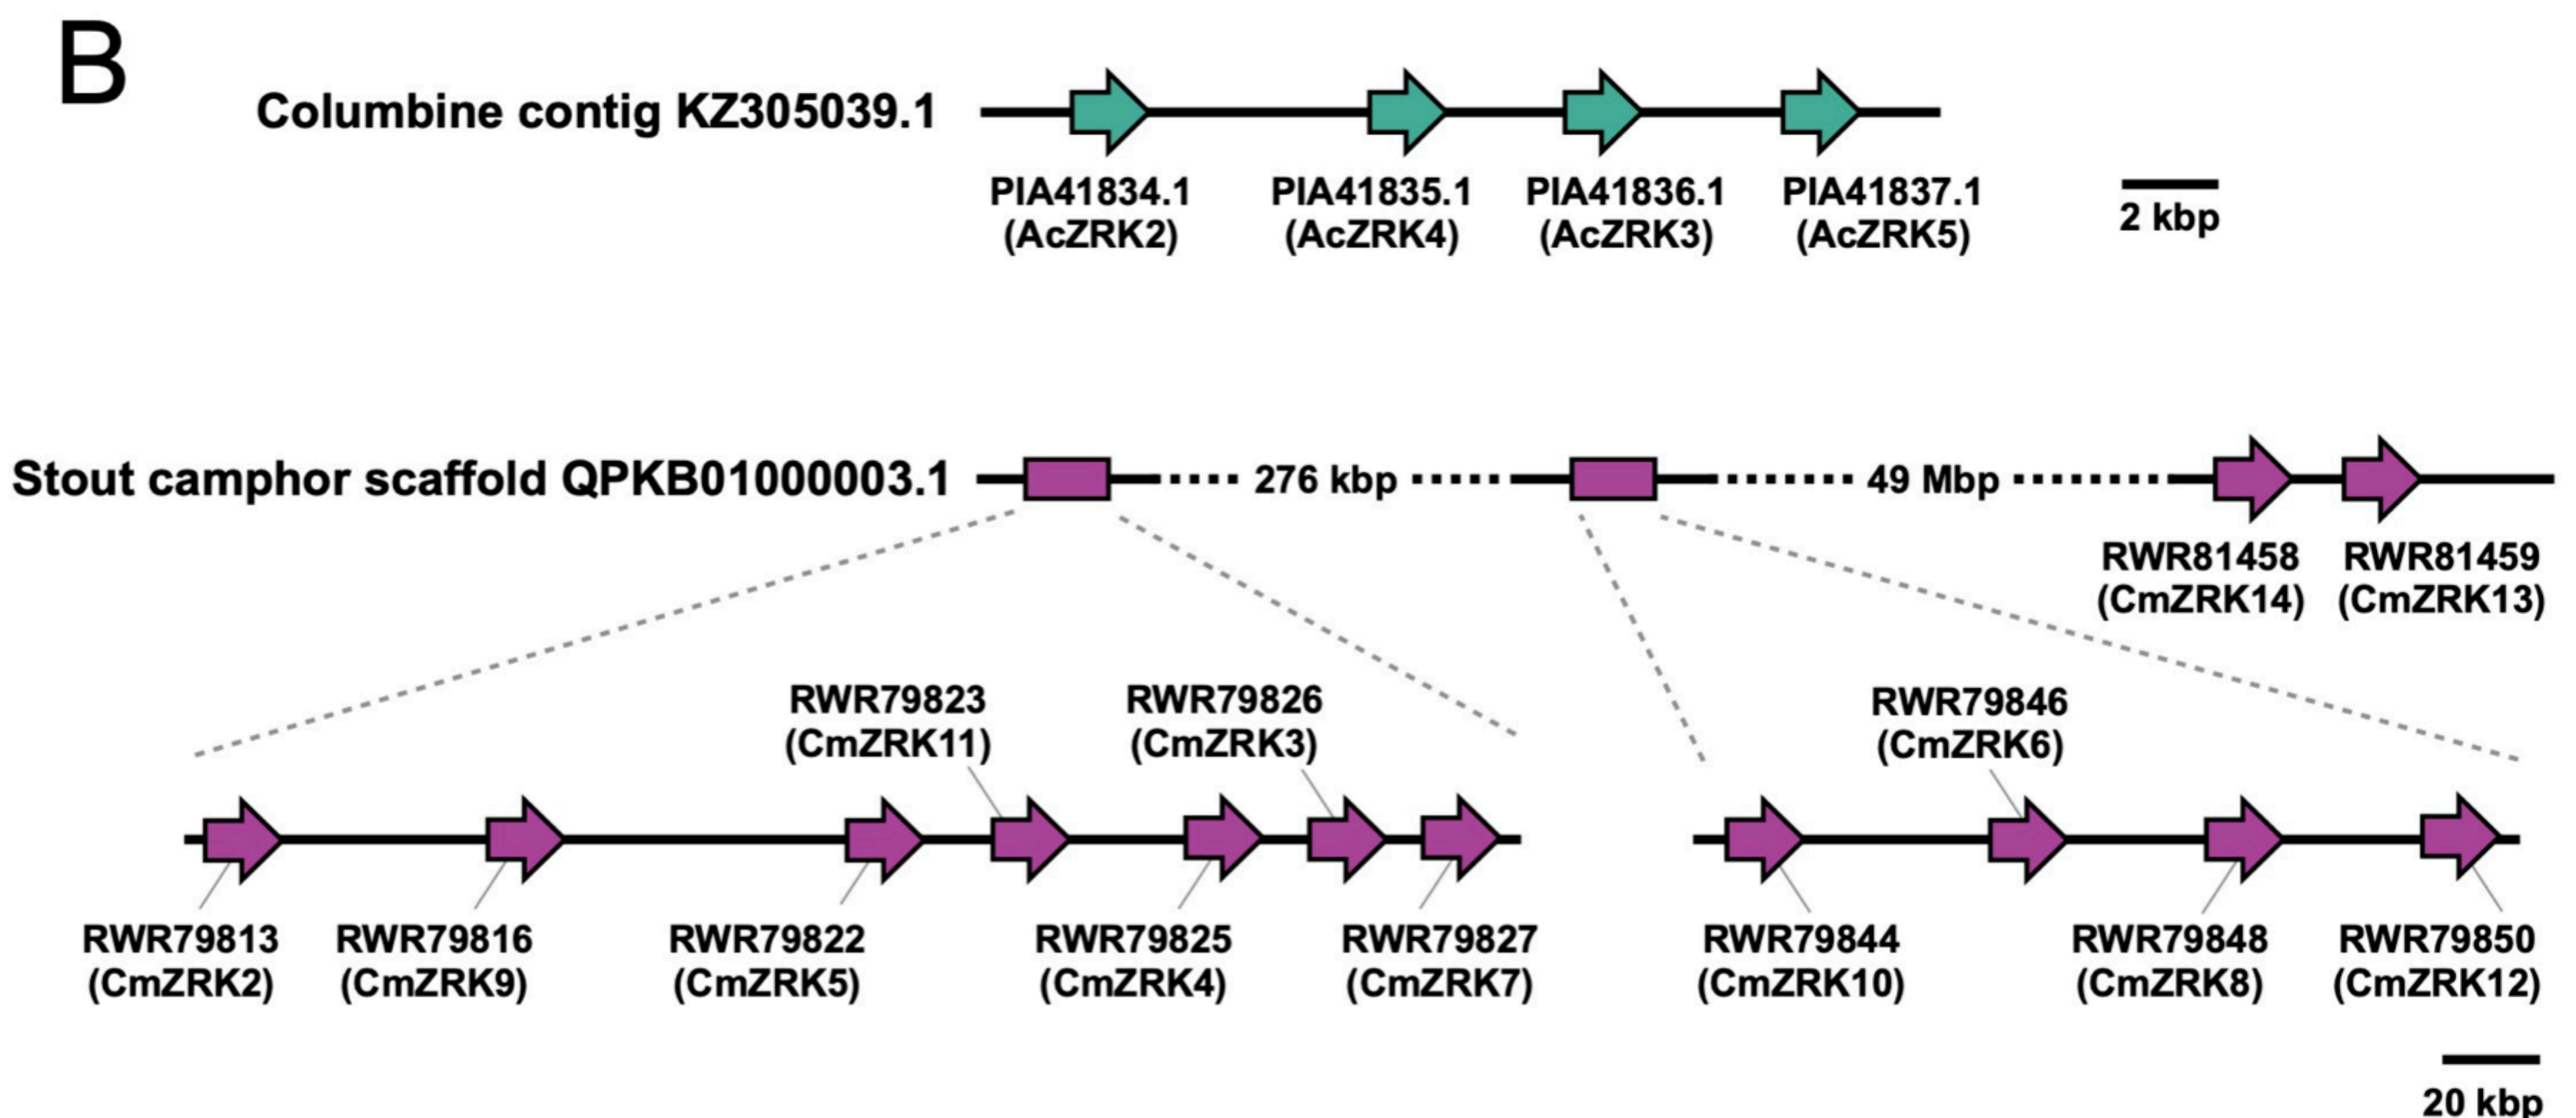 B
Columbine contig KZ305039.1
PIA41834.1 PIA41835.1 PIA41836.1 PIA41837.1
(AcZRK2) (AcZRK4) (AcZRK3) (AcZRK5)
2 kbp
Stout camphor scaffold QPKB01000003.1 276 kbp 49 Mbp
RWR81458 RWR81459
(CmZRK14) (CmZRK13)
RWR79823 RWR79826 RWR79846
(CmZRK11) (CmZRK3) (CmZRK6)
RWR79813 RWR79816 RWR79822 RWR79825 RWR79827 RWR79844 RWR79848 RWR79850
(CmZRK2) (CmZRK9) (CmZRK5) (CmZRK4) (CmZRK7) (CmZRK10) (CmZRK8) (CmZRK12)
20 kbp